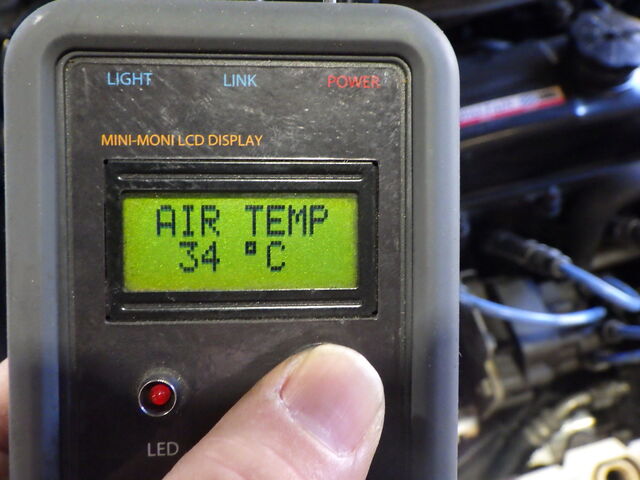 LIGHT LINK POWER
MINI-MONI LCD DISPLAY
AIR TEMP
34 °C
LED